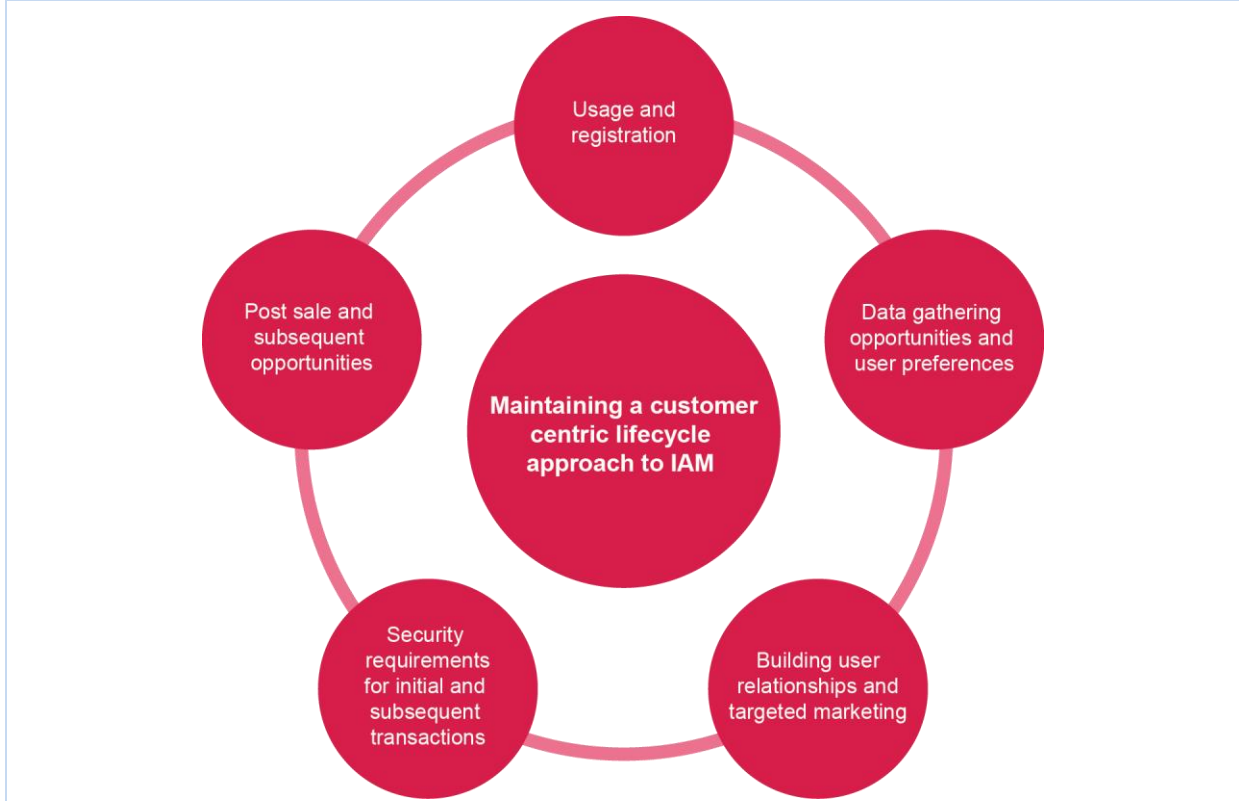 Usage and
registration
Data gathering
opportunities and
user preferences
Building user
relationships and
targeted marketing
Security
requirements
for initial and
subsequent
transactions
Post sale and
subsequent
opportunities
Maintaining a customer
centric lifecycle
approach to IAM